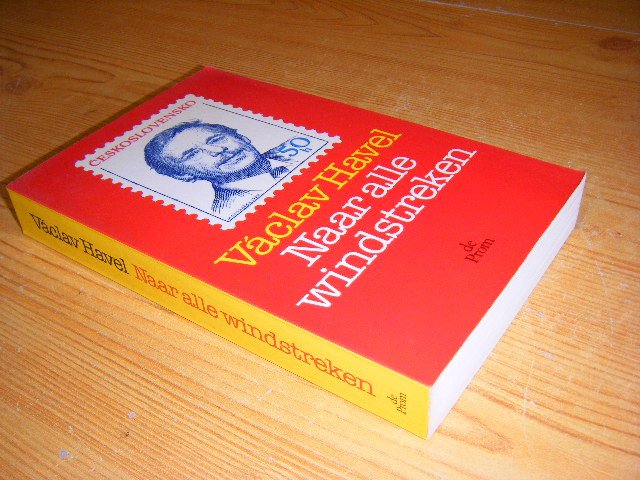 ČESKOSLOVENSKO
50
Václav Havel
Naar alle
windstreken
de
Prom
Václav Havel Naar alle windstreken
de
Prom